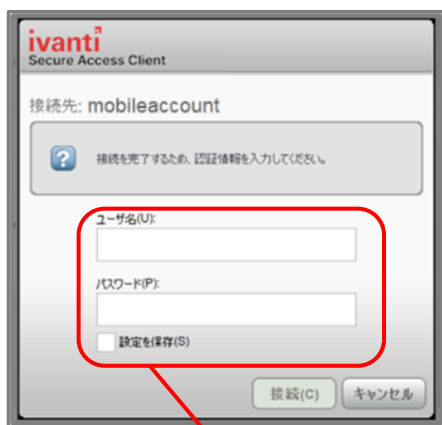 ivanti
Secure Access Client
接続先: mobileaccount
接続を完了するため、認証情報を入力してください。
ユーザ名(U):
パスワード(P):
設定を保存(S)
接続(C)
キャンセル